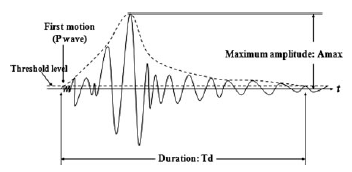 First motion
(P wave)
Maximum amplitude: Amax
Threshold level
t
Duration: Td